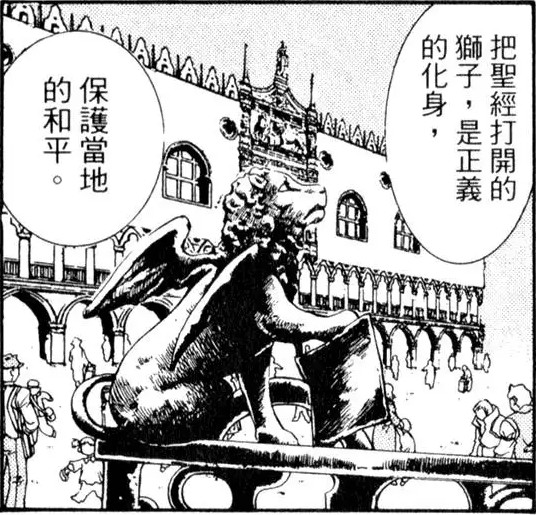 把聖經打開的
獅子，是正義
的化身，
保護當地
的和平。